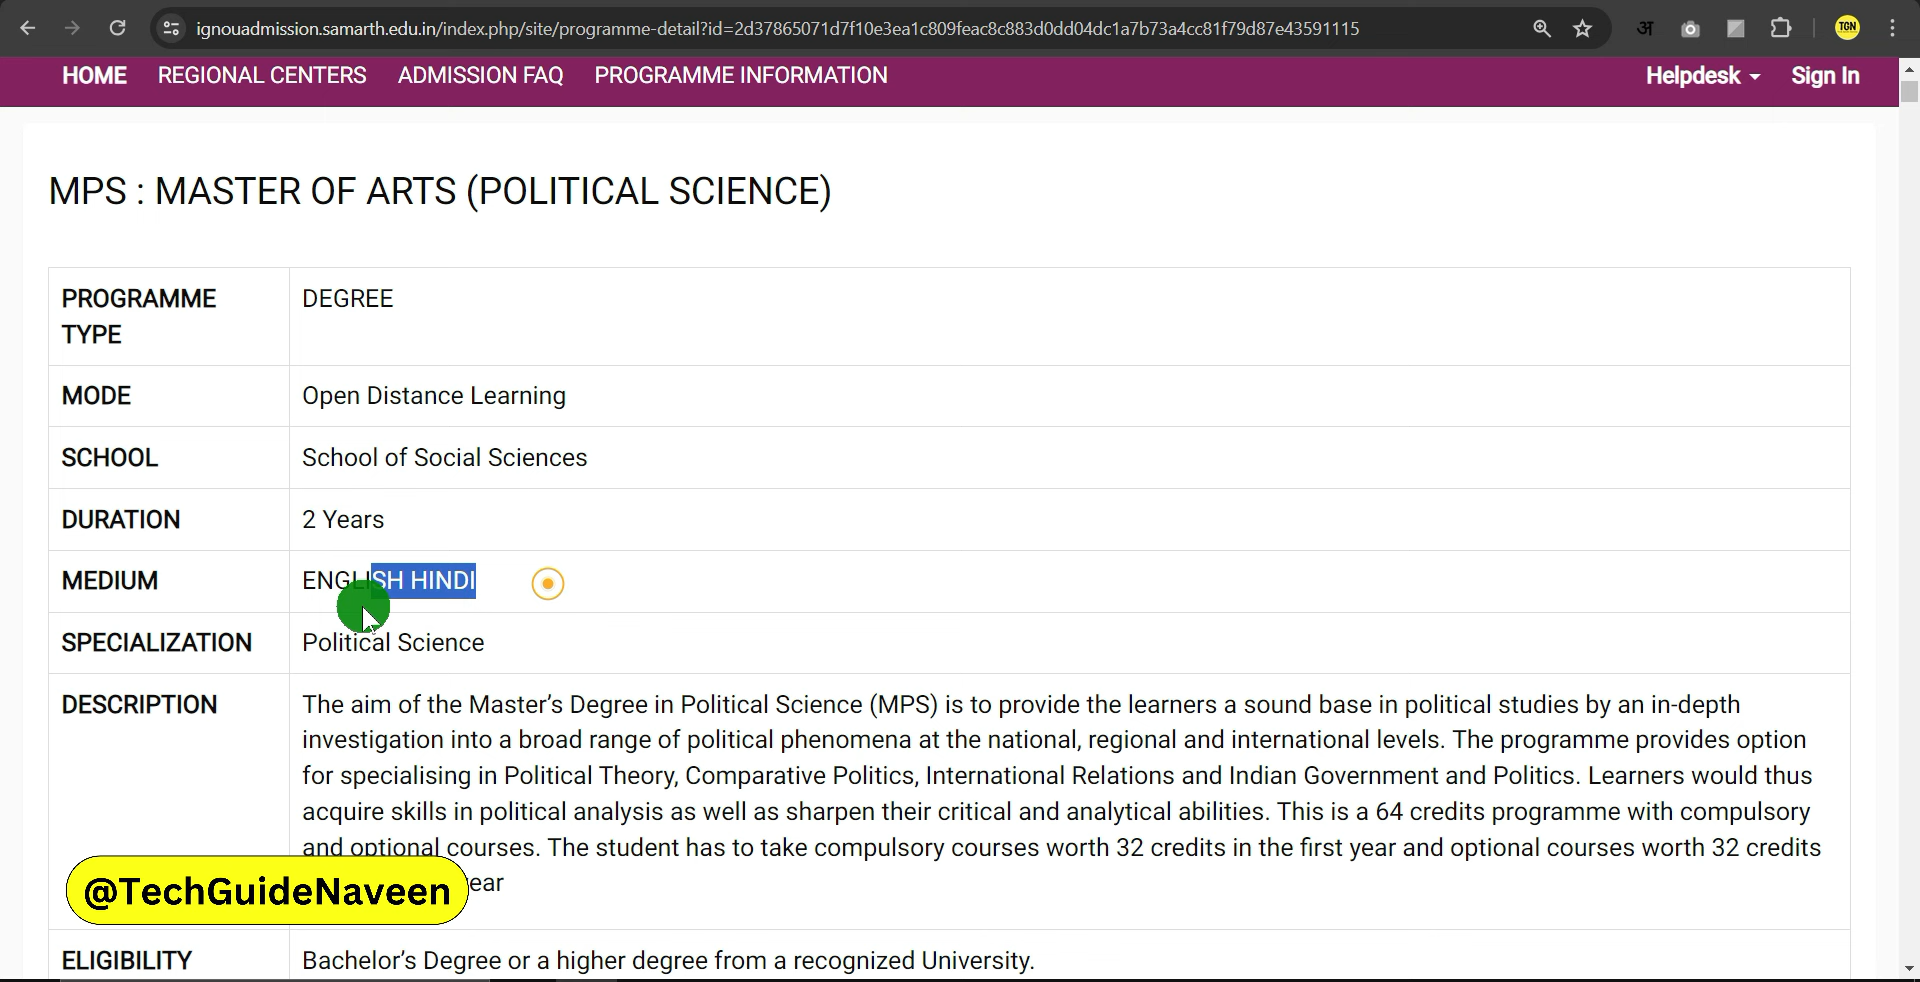 ignouadmission.samarth.edu.in/index.php/site/programme-detail?id=2d37865071d7f10e3ea1c809feac8c883d0dd04dc1a7b73a4cc81f79d87e43591115
अ
TGN
HOME REGIONAL CENTERS ADMISSION FAQ PROGRAMME INFORMATION Helpdesk Sign In
MPS : MASTER OF ARTS (POLITICAL SCIENCE)
PROGRAMME TYPE
DEGREE
MODE
Open Distance Learning
SCHOOL
School of Social Sciences
DURATION
2 Years
MEDIUM
ENGLISH HINDI
SPECIALIZATION
Political Science
DESCRIPTION
The aim of the Master’s Degree in Political Science (MPS) is to provide the learners a sound base in political studies by an in-depth
investigation into a broad range of political phenomena at the national, regional and international levels. The programme provides option
for specialising in Political Theory, Comparative Politics, International Relations and Indian Government and Politics. Learners would thus
acquire skills in political analysis as well as sharpen their critical and analytical abilities. This is a 64 credits programme with compulsory
and optional courses. The student has to take compulsory courses worth 32 credits in the first year and optional courses worth 32 credits
ear
@TechGuideNaveen
ELIGIBILITY
Bachelor’s Degree or a higher degree from a recognized University.